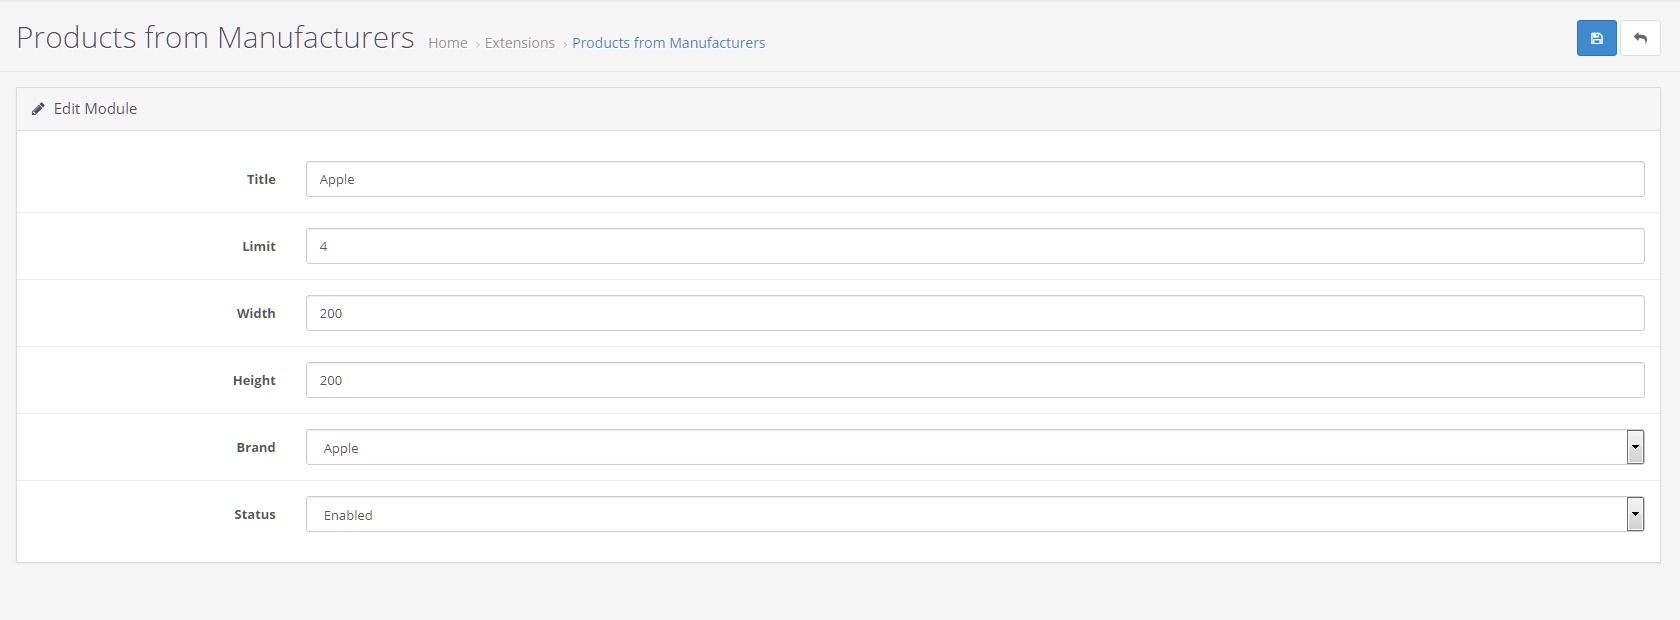 Products from Manufacturers Home › Extensions › Products from Manufacturers
Edit Module
Title Apple
Limit 4
Width 200
Height 200
Brand Apple
Status Enabled